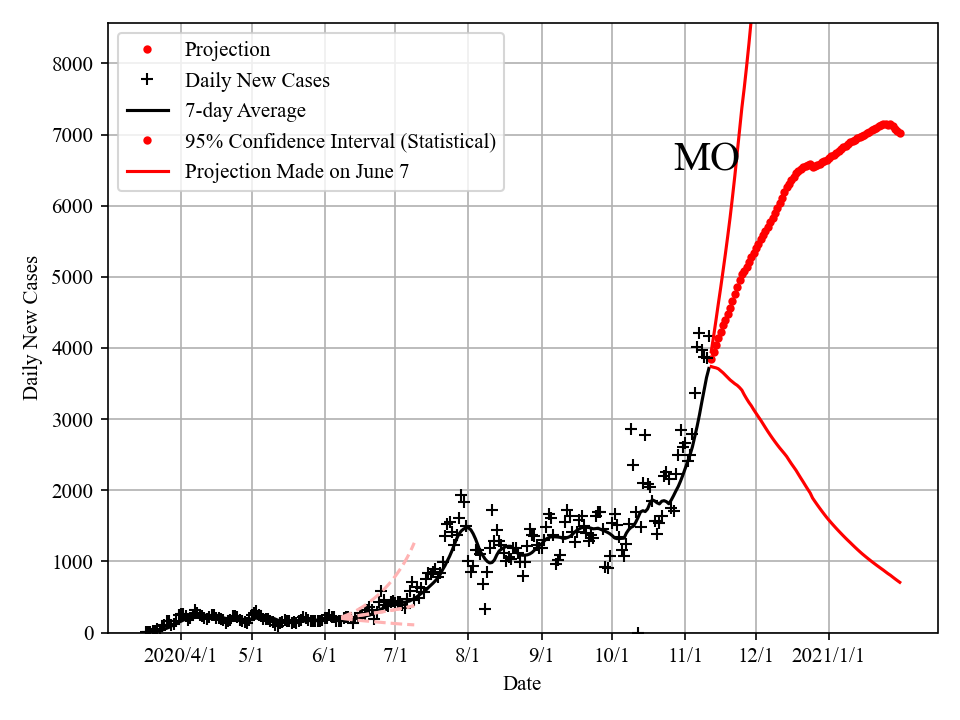 Projection
Daily New Cases
7-day Average
95% Confidence Interval (Statistical)
Projection Made on June 7
MO
8000
7000
6000
5000
4000
3000
2000
1000
0
Daily New Cases
2020/4/1 5/1 6/1 7/1 8/1 9/1 10/1 11/1 12/1 2021/1/1
Date